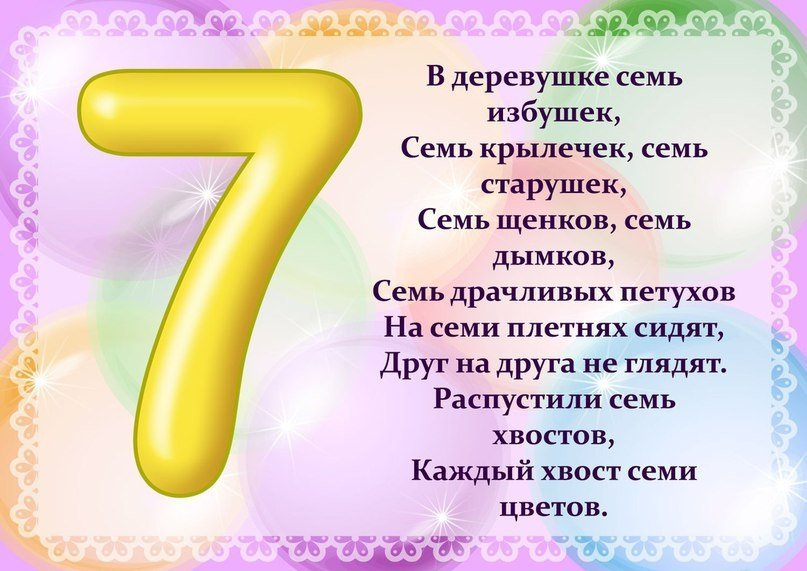 7
В деревушке семь
избушек,
Семь крылечек, семь
старушек,
Семь щенков, семь
дымков,
Семь драчливых петухов
На семи плетнях сидят,
Друг на друга не глядят.
Распустили семь
хвостов,
Каждый хвост семи
цветов.